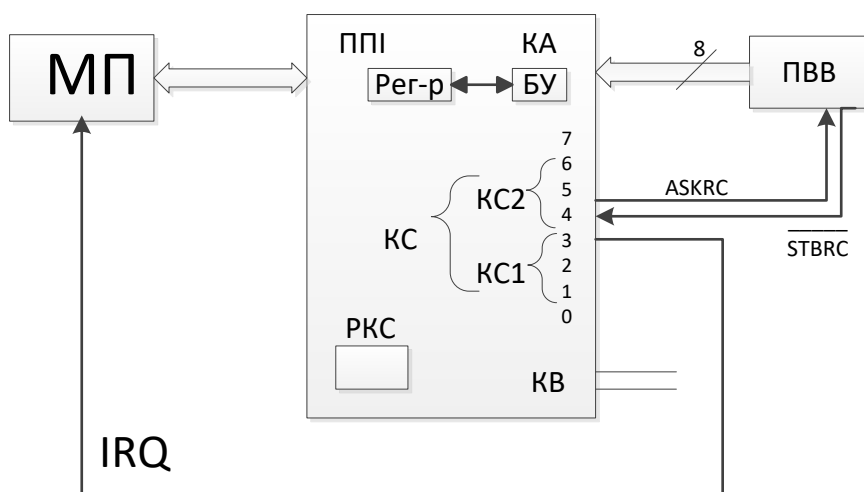 ППІ КА 8
МП
Рег-р БУ
ПВВ
7
6
КС2 5 ASKRC
4
КС
3 STBRC
КС1 2
1
0
РКС
КВ
IRQ